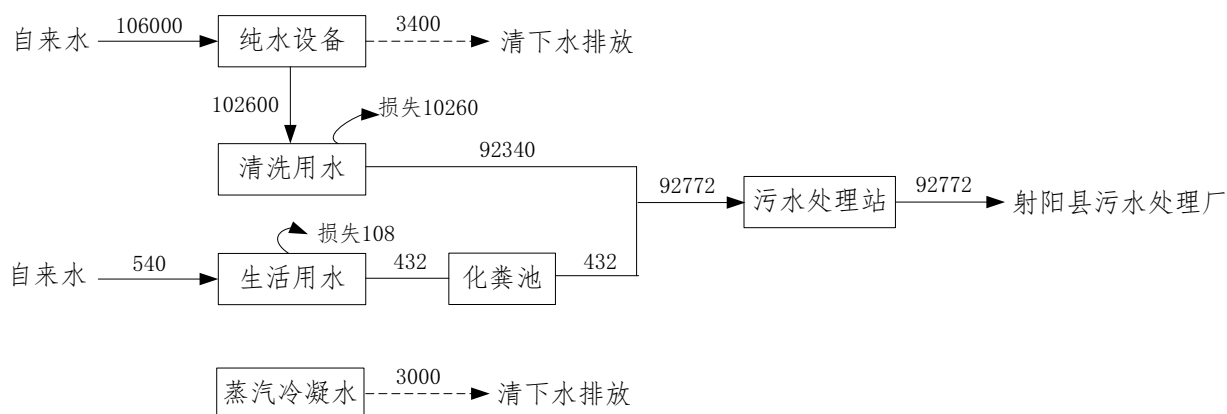 自来水 106000 纯水设备 3400 清下水排放
102600 损失10260
清洗用水 92340
92772 污水处理站 92772 射阳县污水处理厂
损失108
自来水 540 生活用水 432 化粪池 432
蒸汽冷凝水 3000 清下水排放